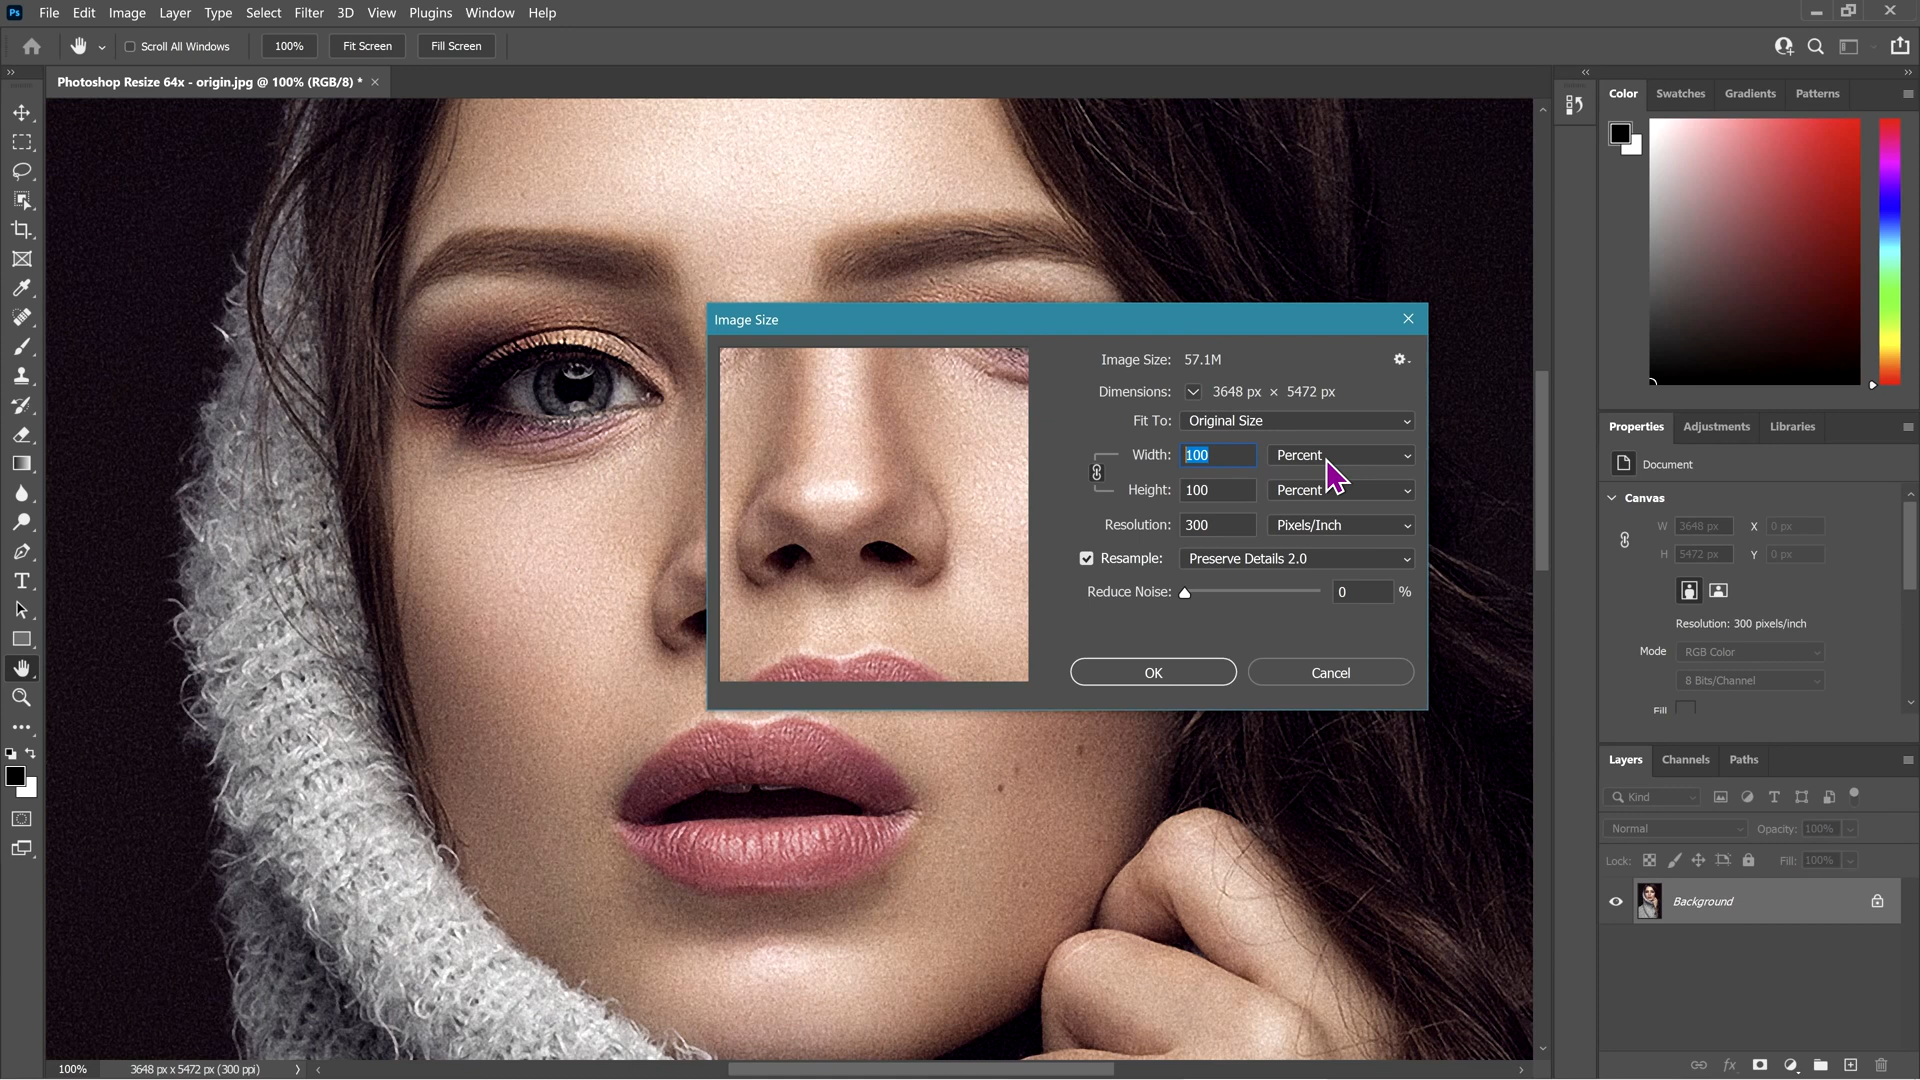 Ps File Edit Image Layer Type Select Filter 3D View Plugins Window Help
Scroll All Windows 100% Fit Screen Fill Screen
Photoshop Resize 64x - origin.jpg @ 100% (RGB/8) *
Color Swatches Gradients Patterns
Image Size
Image Size: 57.1M
Dimensions: 3648 px × 5472 px
Fit To: Original Size
Width: 100 Percent
Height: 100 Percent
Resolution: 300 Pixels/Inch
Resample: Preserve Details 2.0
Reduce Noise: 0 %
OK Cancel
Properties Adjustments Libraries
Document
Canvas
W 3648 px X 0 px
H 5472 px Y 0 px
Resolution: 300 pixels/inch
Mode RGB Color
8 Bits/Channel
Fill
Layers Channels Paths
Kind
Normal Opacity: 100%
Lock: Fill: 100%
Background
fx
100% 3648 px x 5472 px (300 ppi)